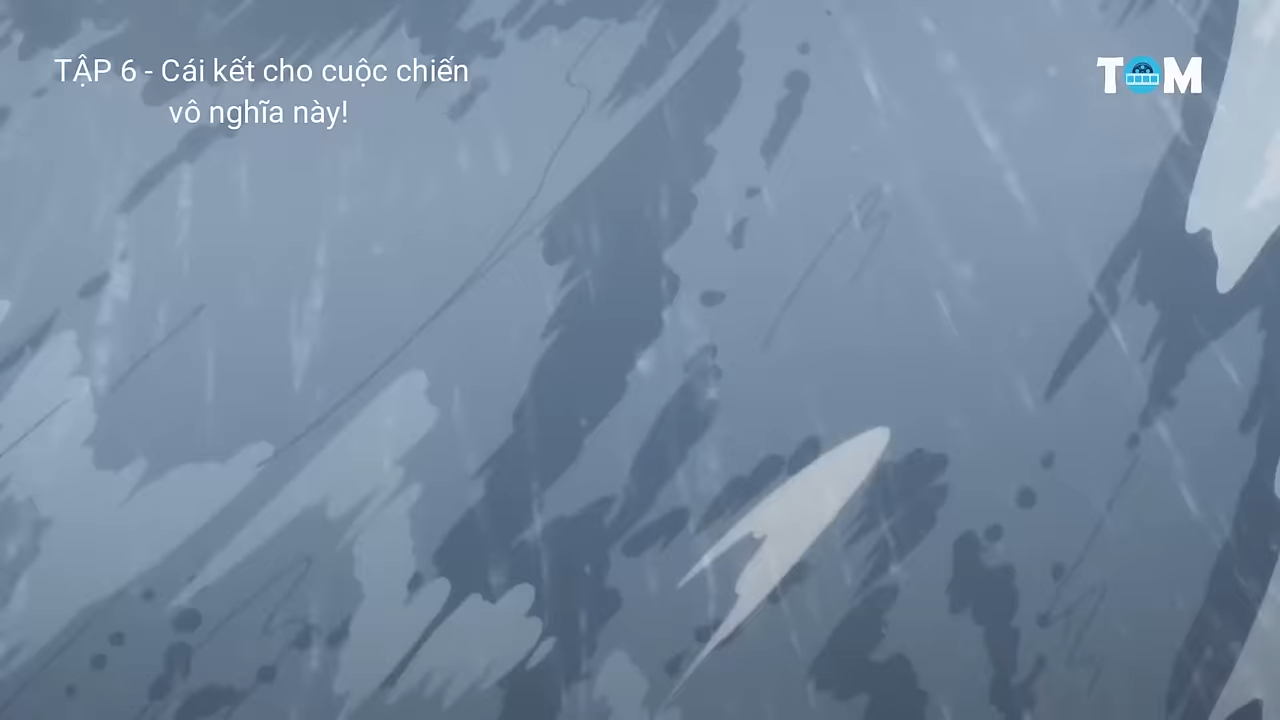 TẬP 6 - Cái kết cho cuộc chiến
vô nghĩa này!
TOM